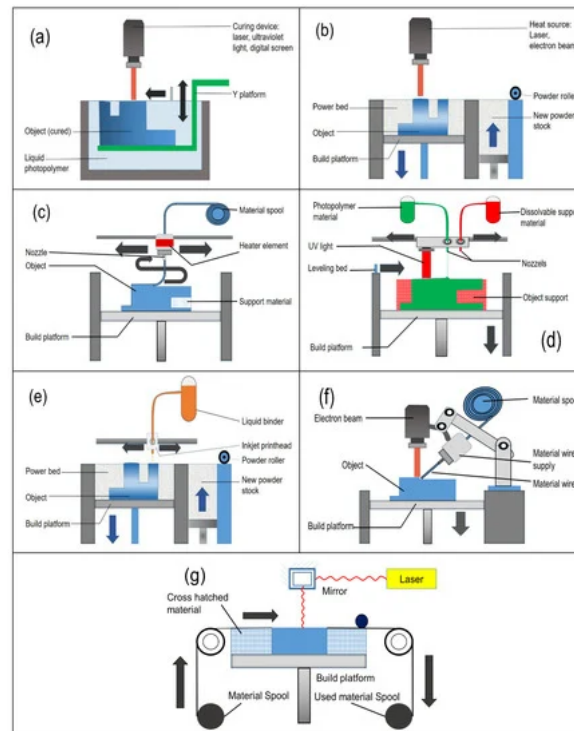 (a)
Curing device:
laser, ultraviolet
light, digital screen
Y platform
Object (cured)
Liquid
photopolymer
(b)
Heat source:
Laser,
electron beam
Powder roller
Power bed
Object
Build platform
New powder
stock
(c)
Material spool
Nozzle
Heater element
Object
Support material
Build platform
Photopolymer
material
Dissolvable support
material
UV light
Leveling bed
Nozzels
Object support
Build platform
(d)
(e)
Liquid binder
Inkjet printhead
Powder roller
Power bed
Object
Build platform
New powder
stock
(f)
Material spool
Electron beam
Object
Material wire
supply
Material wire
Build platform
(g)
Laser
Mirror
Cross hatched
material
Build platform
Material Spool
Used material Spool